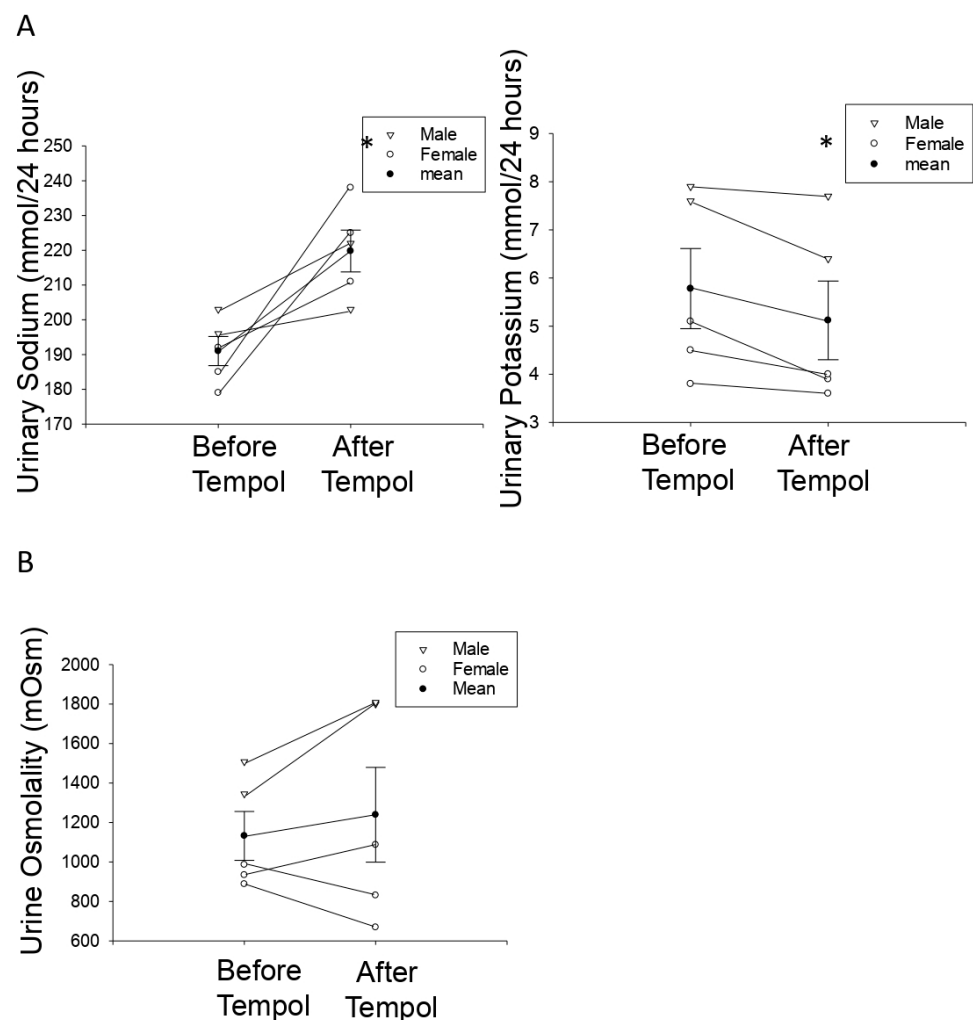 A
Urinary Sodium (mmol/24 hours)
250
240
230
220
210
200
190
180
170
Male
Female
mean
*
Before
Tempol
After
Tempol
Urinary Potassium (mmol/24 hours)
9
8
7
6
5
4
3
Male
Female
mean
*
Before
Tempol
After
Tempol
B
Urine Osmolality (mOsm)
2000
1800
1600
1400
1200
1000
800
600
Male
Female
Mean
Before
Tempol
After
Tempol